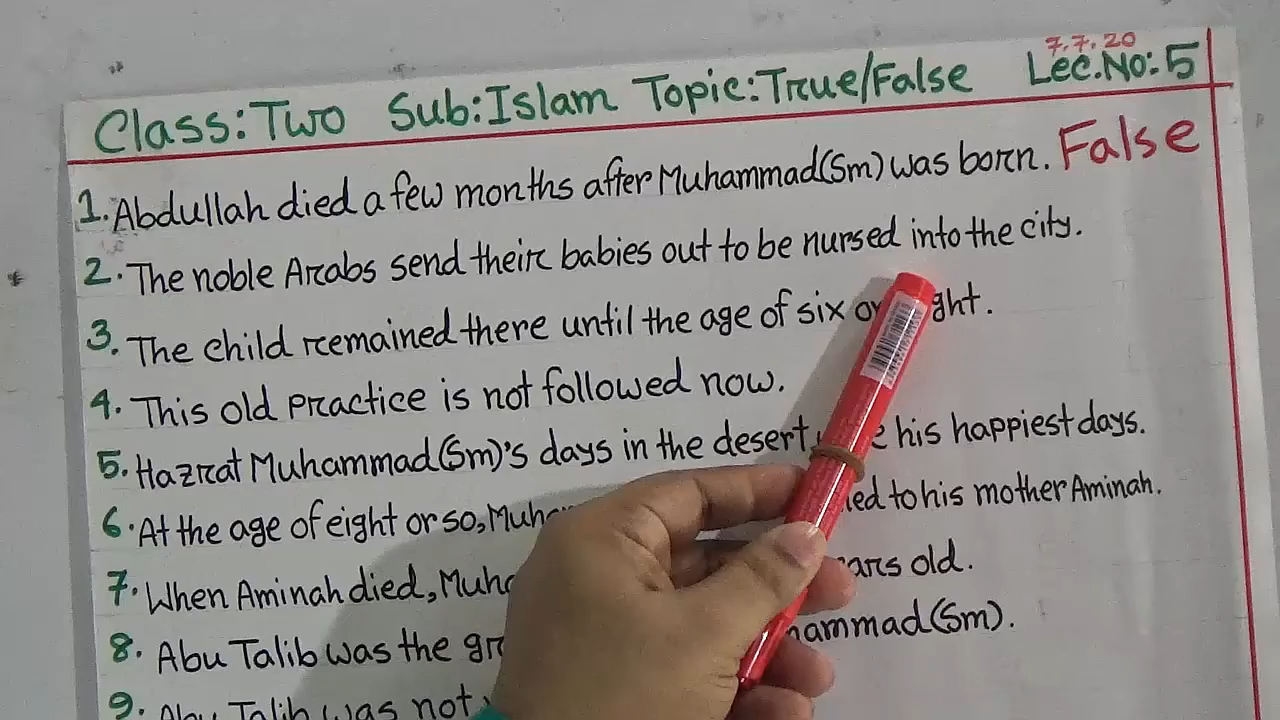 7.7.20
Class:Two Sub:Islam Topic:True/False Lec.No:5
1. Abdullah died a few months after Muhammad(Sm) was born. False
2. The noble Arabs send their babies out to be nursed into the city.
3. The child remained there until the age of six or ght.
4. This old practice is not followed now.
5. Hazrat Muhammad(Sm)'s days in the desert his happiest days.
6. At the age of eight or so, to his mother Aminah.
7. When Aminah died, old.
8. Abu Talib was the (Sm).
9. Abu Talib was not